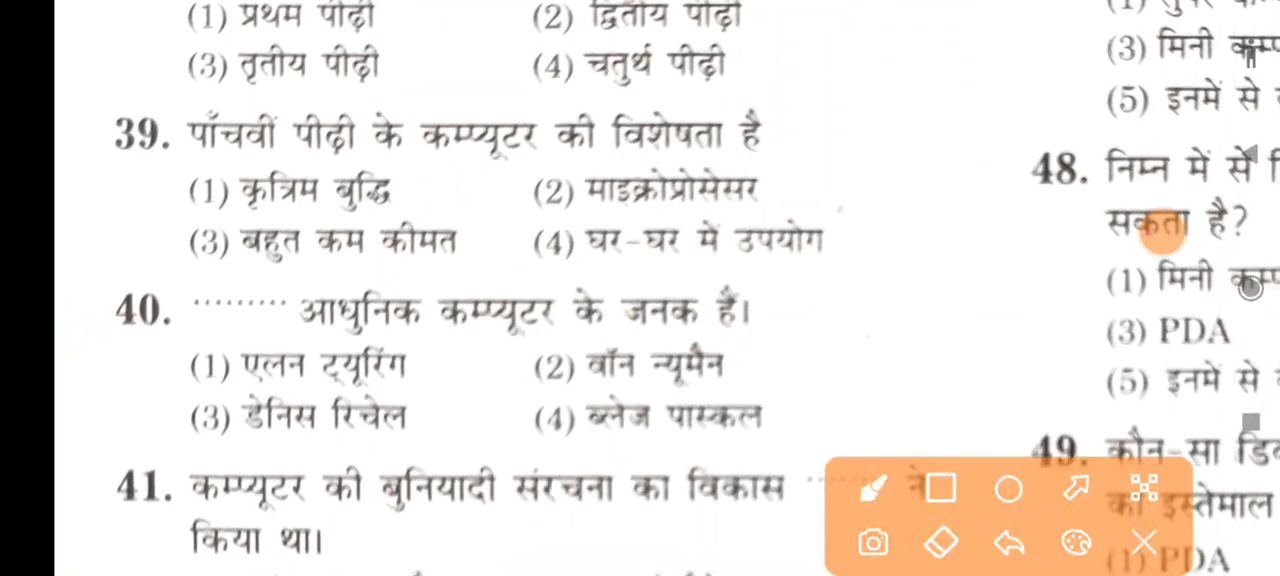 (1) प्रथम पीढ़ी (2) द्वितीय पीढ़ी
(3) तृतीय पीढ़ी (4) चतुर्थ पीढ़ी
39. पाँचवीं पीढ़ी के कम्प्यूटर की विशेषता है
(1) कृत्रिम बुद्धि (2) माइक्रोप्रोसेसर
(3) बहुत कम कीमत (4) घर-घर में उपयोग
40. ········· आधुनिक कम्प्यूटर के जनक हैं।
(1) एलन ट्यूरिंग (2) वॉन न्यूमैन
(3) डेनिस रिचेल (4) ब्लेज पास्कल
41. कम्प्यूटर की बुनियादी संरचना का विकास ········· ने
किया था।
(3) मिनी
(5) इनमें से
48. निम्न में से
सकता है?
(1) मिनी
(3) PDA
(5) इनमें से
49. कौन-सा
का इस्तेमाल
(1) PDA